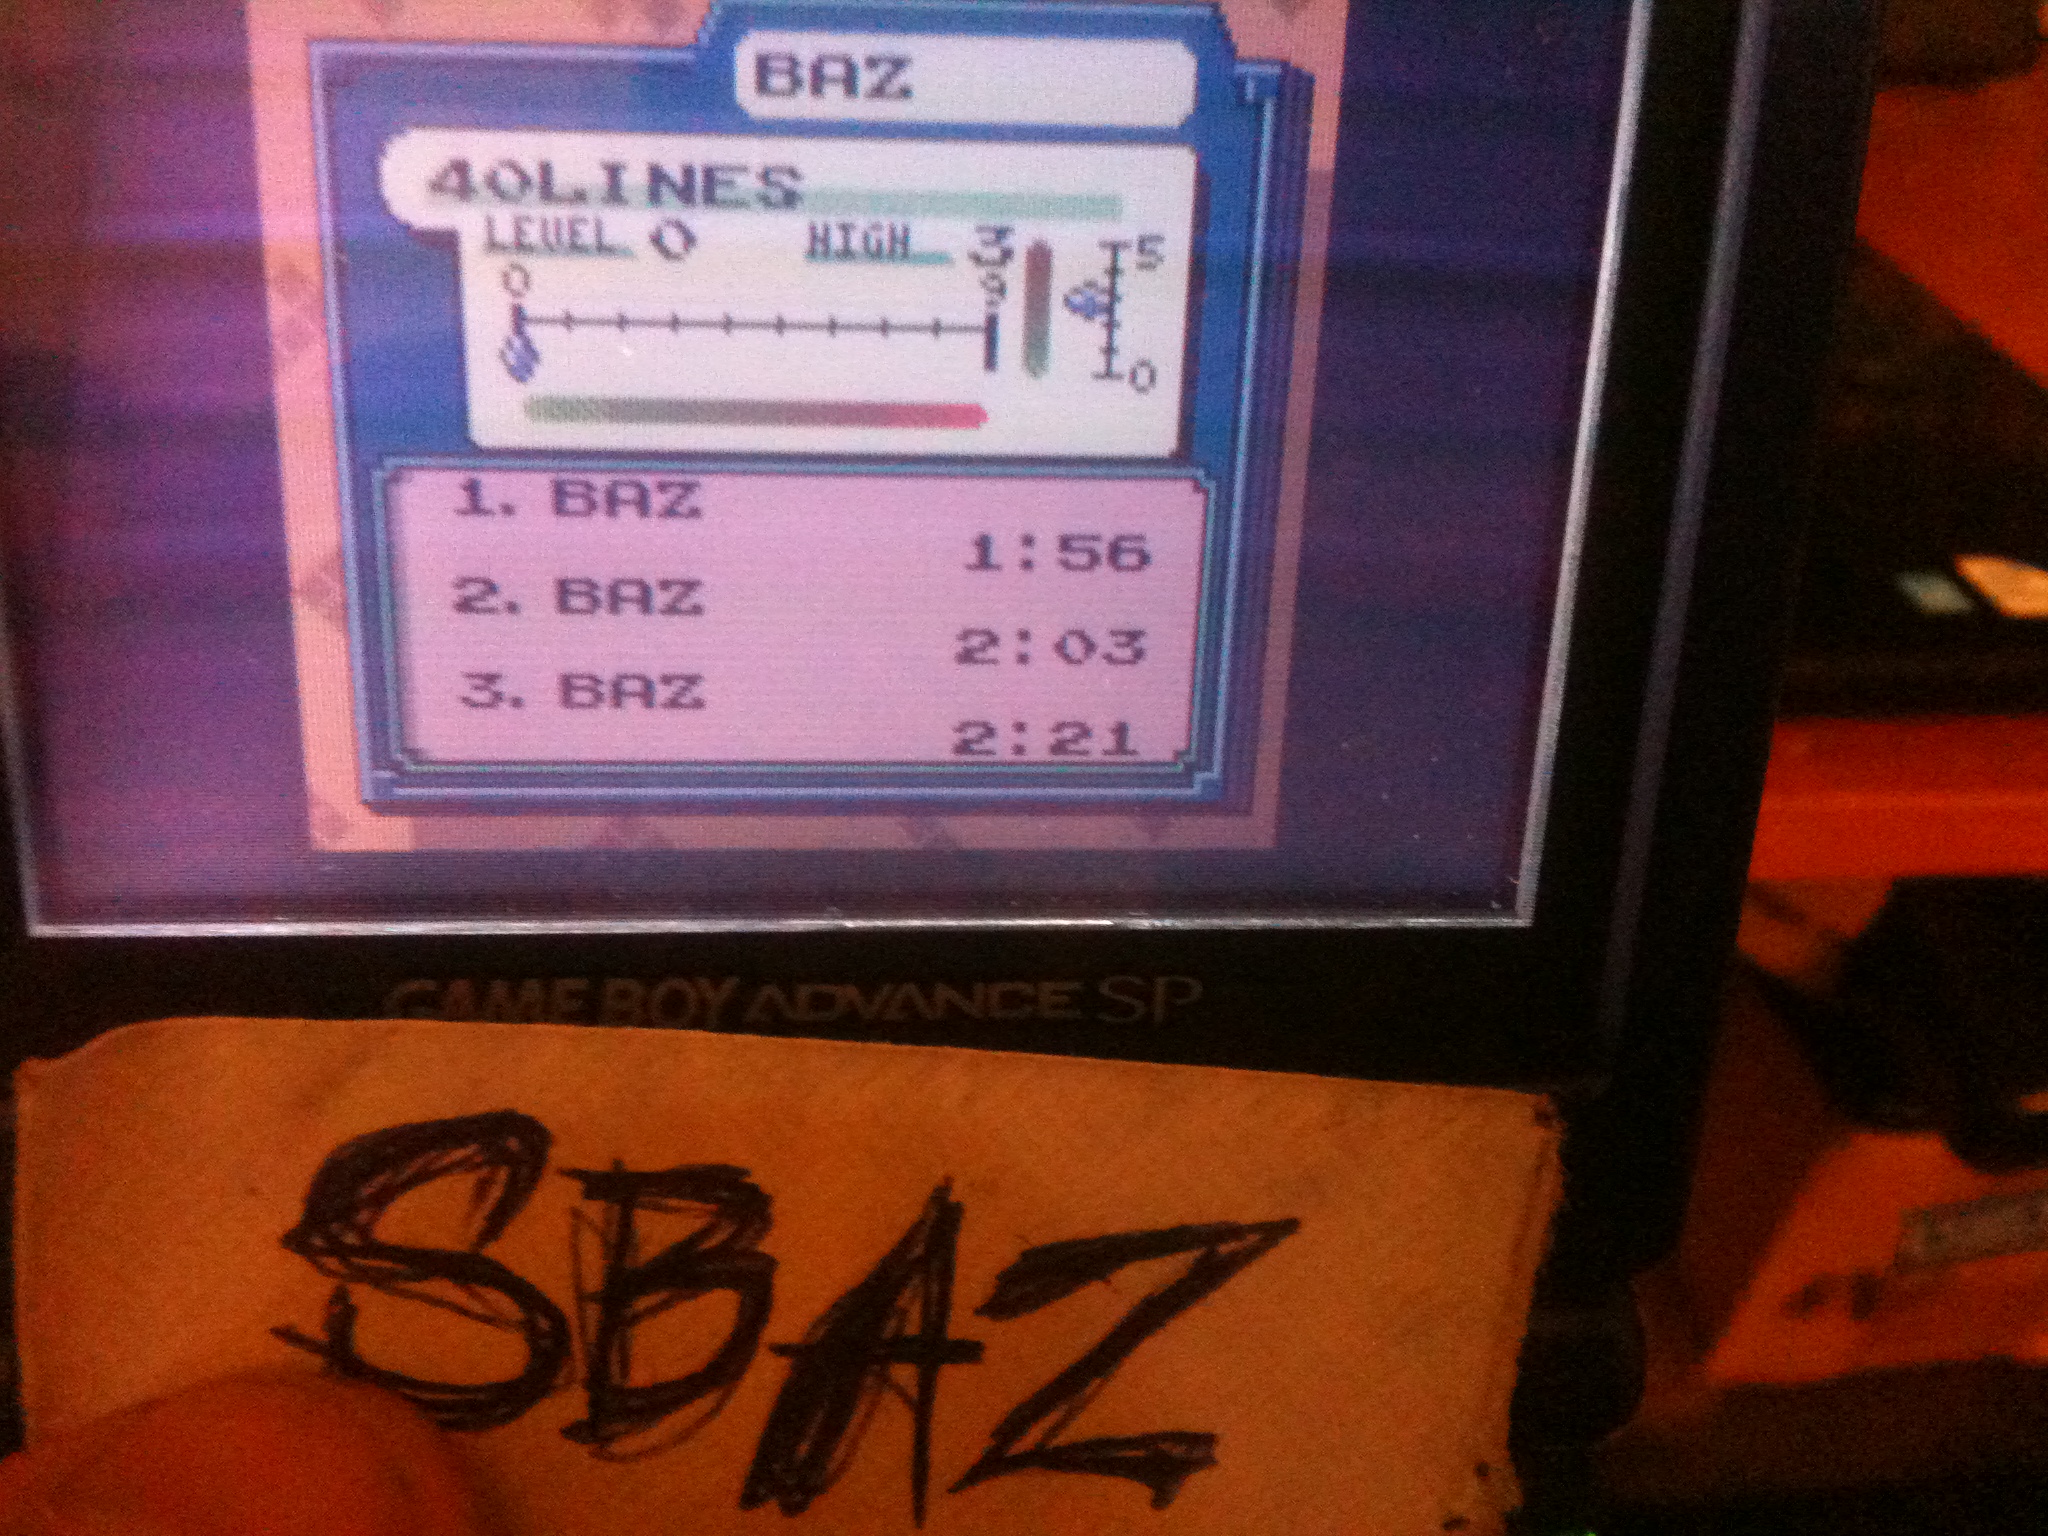 BAZ
40LINES
LEVEL 0 HIGH 3
0 9 5
0
1. BAZ
1:56
2. BAZ
2:03
3. BAZ
2:21
GAME BOY ADVANCE SP
SBAZ